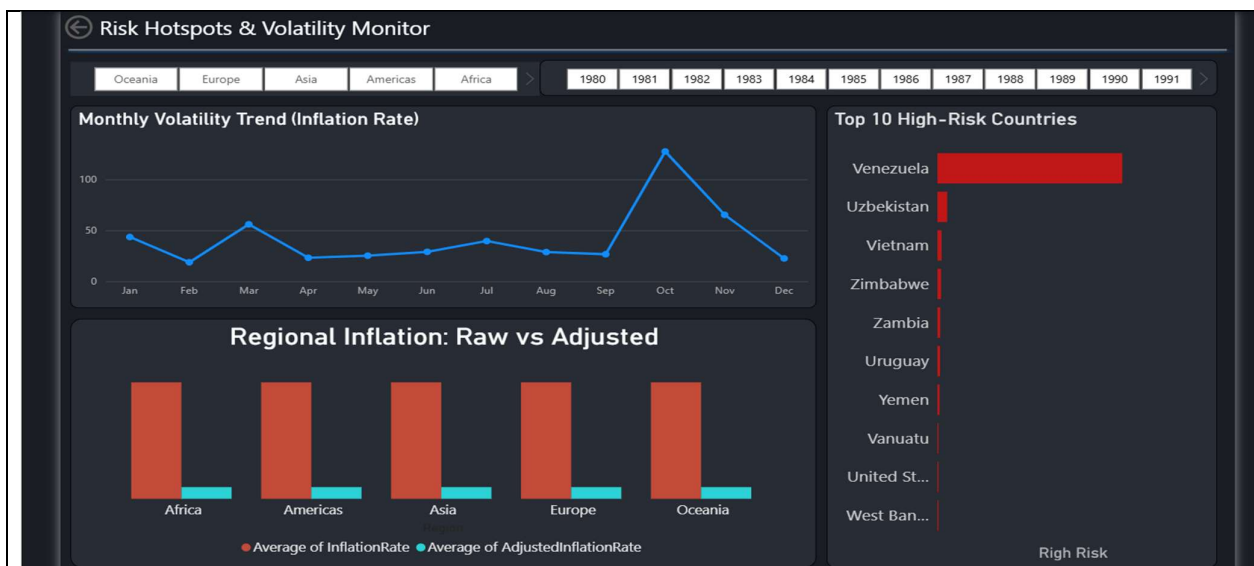 Risk Hotspots & Volatility Monitor
Oceania Europe Asia Americas Africa
1980 1981 1982 1983 1984 1985 1986 1987 1988 1989 1990 1991
Monthly Volatility Trend (Inflation Rate)
100
50
0
Jan Feb Mar Apr May Jun Jul Aug Sep Oct Nov Dec
Regional Inflation: Raw vs Adjusted
Africa Americas Asia Europe Oceania
Region
Average of InflationRate Average of AdjustedInflationRate
Top 10 High-Risk Countries
Venezuela
Uzbekistan
Vietnam
Zimbabwe
Zambia
Uruguay
Yemen
Vanuatu
United St...
West Ban...
Righ Risk